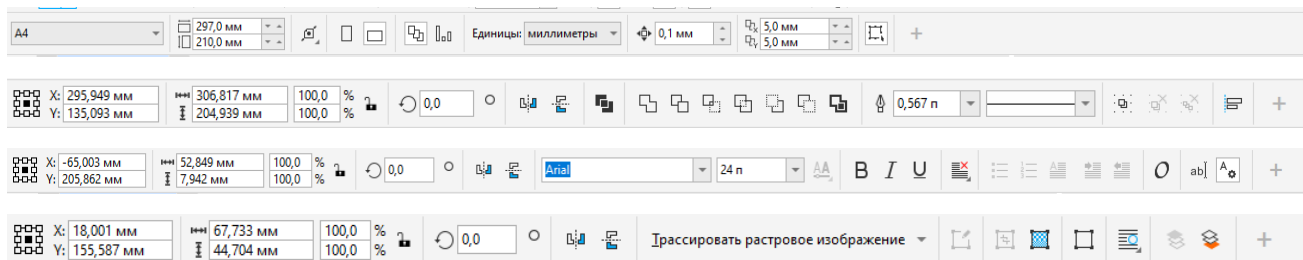 A4 297,0 мм Единицы: миллиметры 0,1 мм 5,0 мм
210,0 мм 5,0 мм
X: 295,949 мм 306,817 мм 100,0 % 0,0 0,567 п
Y: 135,093 мм 204,939 мм 100,0 %
X: -65,003 мм 52,849 мм 100,0 % 0,0 Arial 24 п AA B I U O ab A
Y: 205,862 мм 7,942 мм 100,0 %
X: 18,001 мм 67,733 мм 100,0 % 0,0 Трассировать растровое изображение
Y: 155,587 мм 44,704 мм 100,0 %